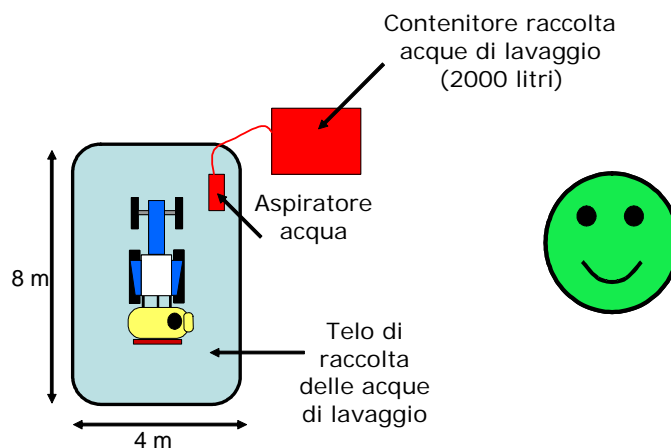 Contenitore raccolta
acque di lavaggio
(2000 litri)
Aspiratore
acqua
8 m
Telo di
raccolta
delle acque
di lavaggio
4 m